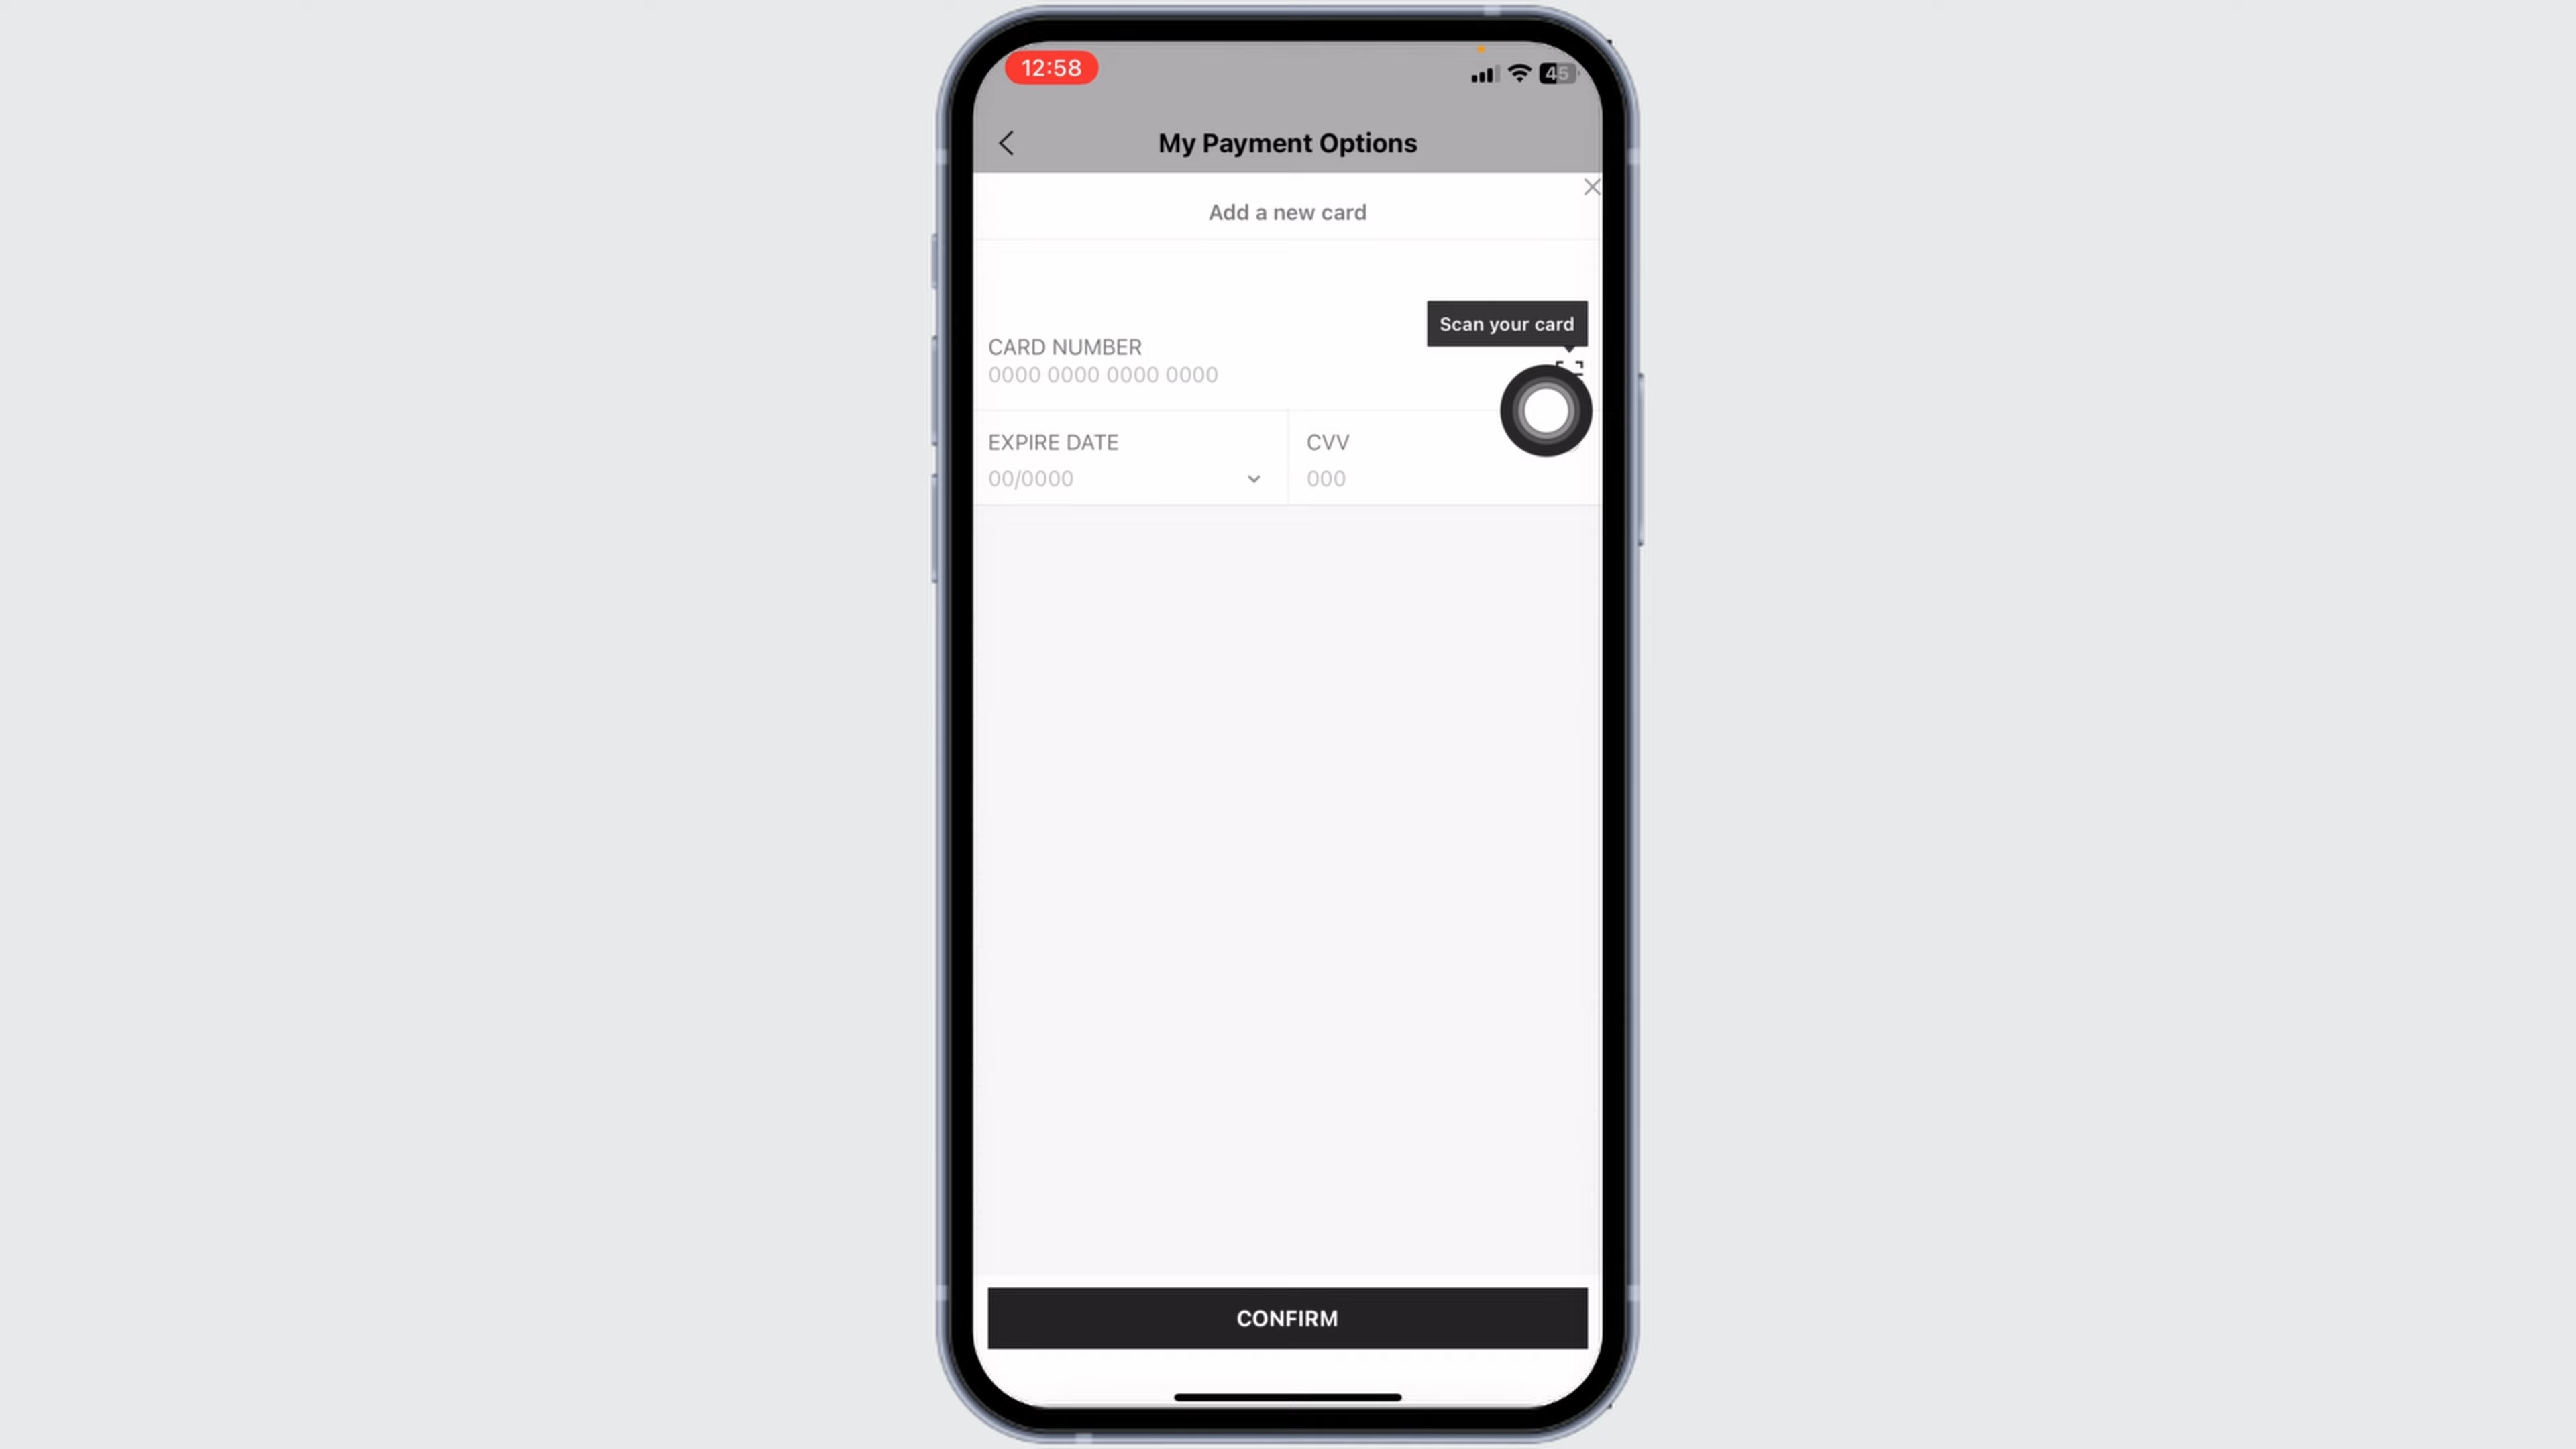 12:58
45
My Payment Options
Add a new card
Scan your card
CARD NUMBER
0000 0000 0000 0000
EXPIRE DATE
CVV
00/0000
000
CONFIRM